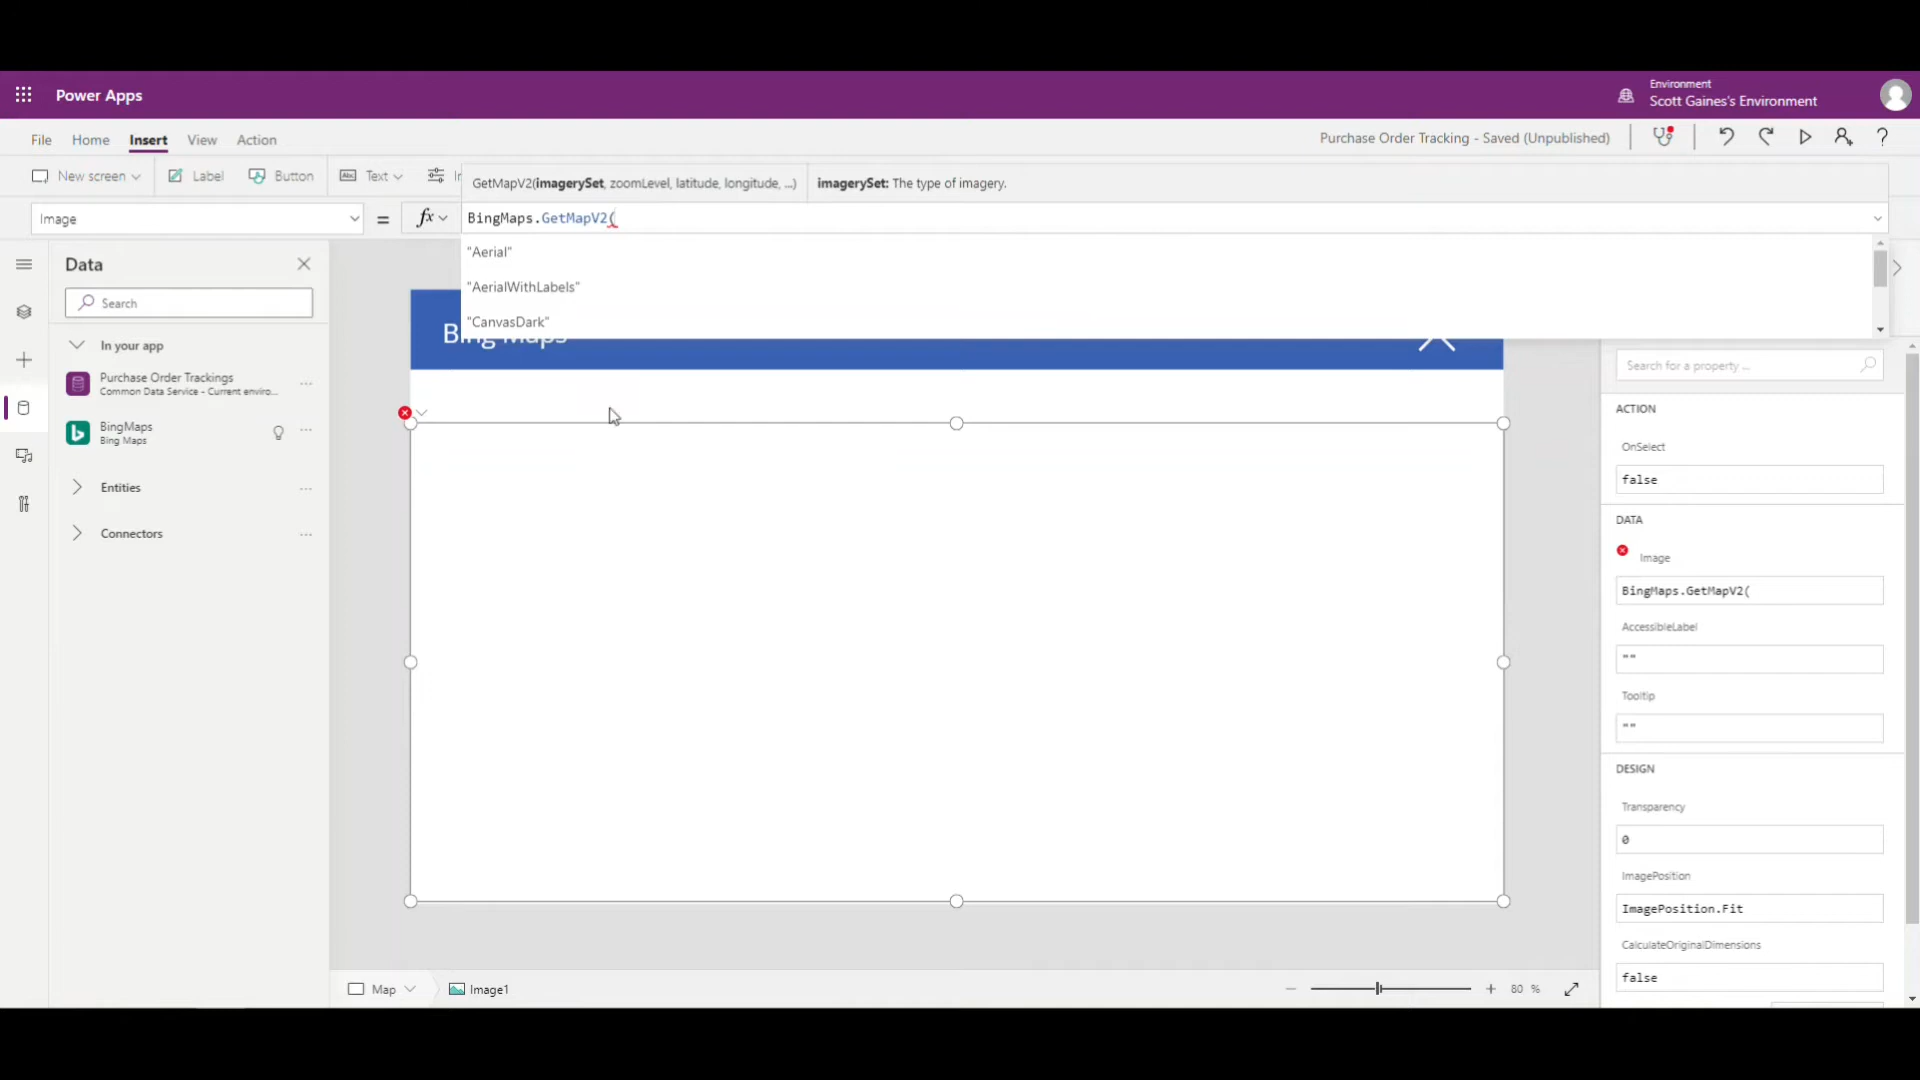 Power Apps
Environment
Scott Gaines's Environment
File Home Insert View Action
Purchase Order Tracking - Saved (Unpublished)
?
New screen Label Button Text
GetMapV2(imagerySet, zoomLevel, latitude, longitude, ...)
imagerySet: The type of imagery.
Image = fx BingMaps.GetMapV2(
"Aerial"
"AerialWithLabels"
"CanvasDark"
Data
Search
In your app
Purchase Order Trackings
Common Data Service - Current enviro...
BingMaps
Bing Maps
Entities
Connectors
Bing Maps
Search for a property ...
ACTION
OnSelect
false
DATA
Image
BingMaps.GetMapV2(
AccessibleLabel
""
Tooltip
""
DESIGN
Transparency
0
ImagePosition
ImagePosition.Fit
CalculateOriginalDimensions
false
Map Image1
80 %